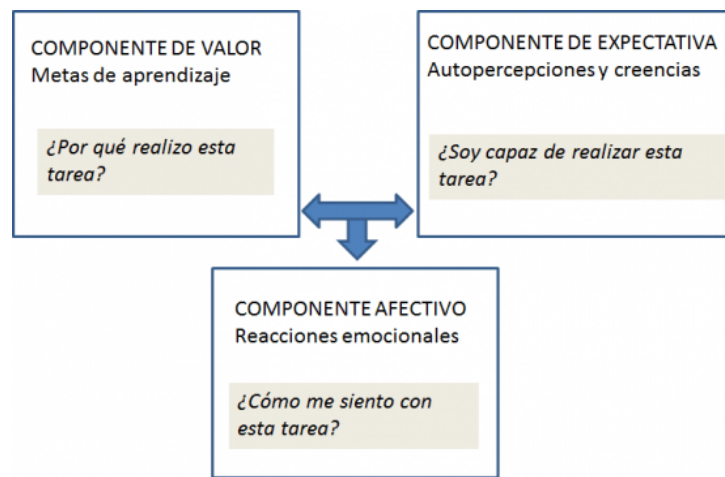 COMPONENTE DE VALOR
Metas de aprendizaje
¿Por qué realizo esta
tarea?
COMPONENTE DE EXPECTATIVA
Autopercepciones y creencias
¿Soy capaz de realizar esta
tarea?
COMPONENTE AFECTIVO
Reacciones emocionales
¿Cómo me siento con
esta tarea?